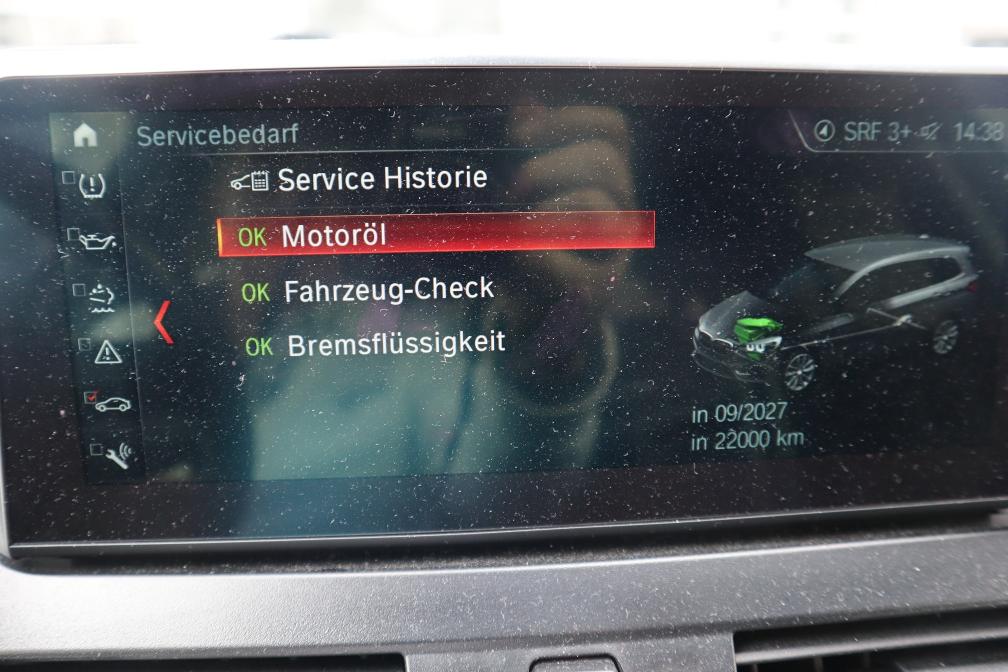 Servicebedarf
SRF 3+ 14:38
Service Historie
OK Motoröl
OK Fahrzeug-Check
OK Bremsflüssigkeit
in 09/2027
in 22000 km